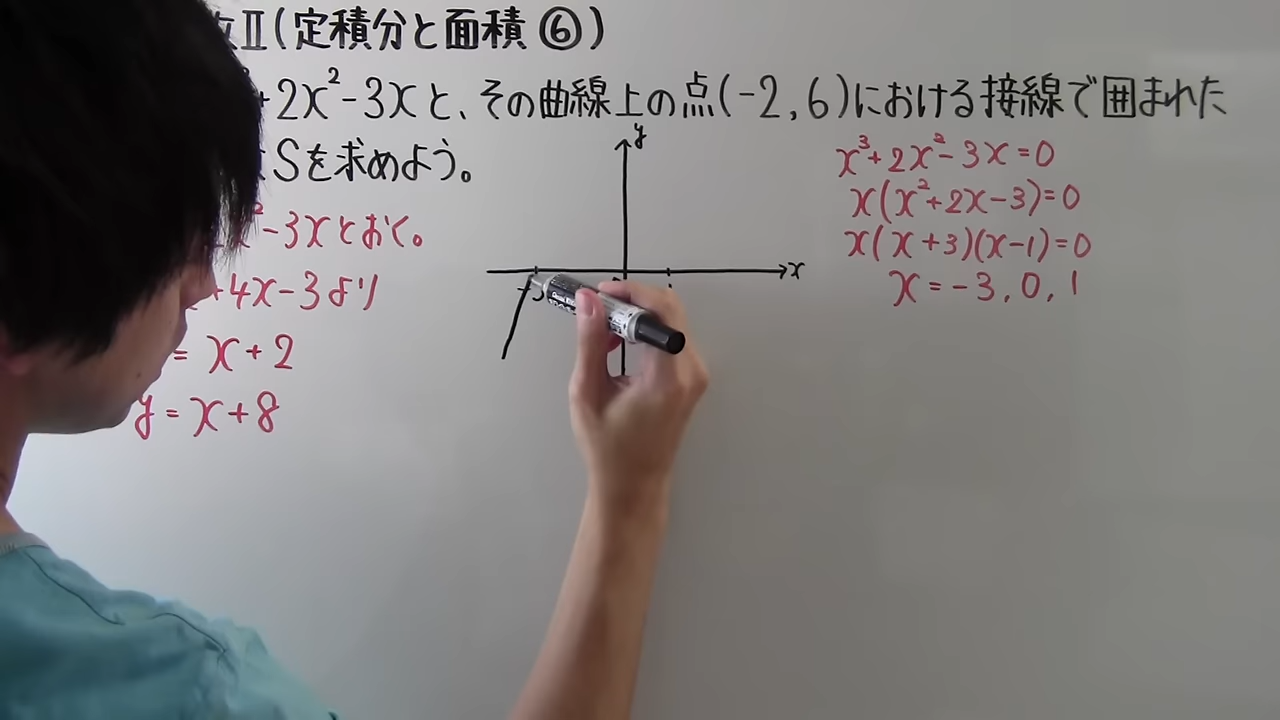 数Ⅱ(定積分と面積 ⑥)
+2x²-3xと、その曲線上の点(-2,6)における接線で囲まれた
Sを求めよう。
x²-3xとおく。
+4x-3より
= x+2
y = x+8
y
x
-3
x³+2x²-3x=0
x(x²+2x-3)=0
x(x+3)(x-1)=0
x=-3,0,1